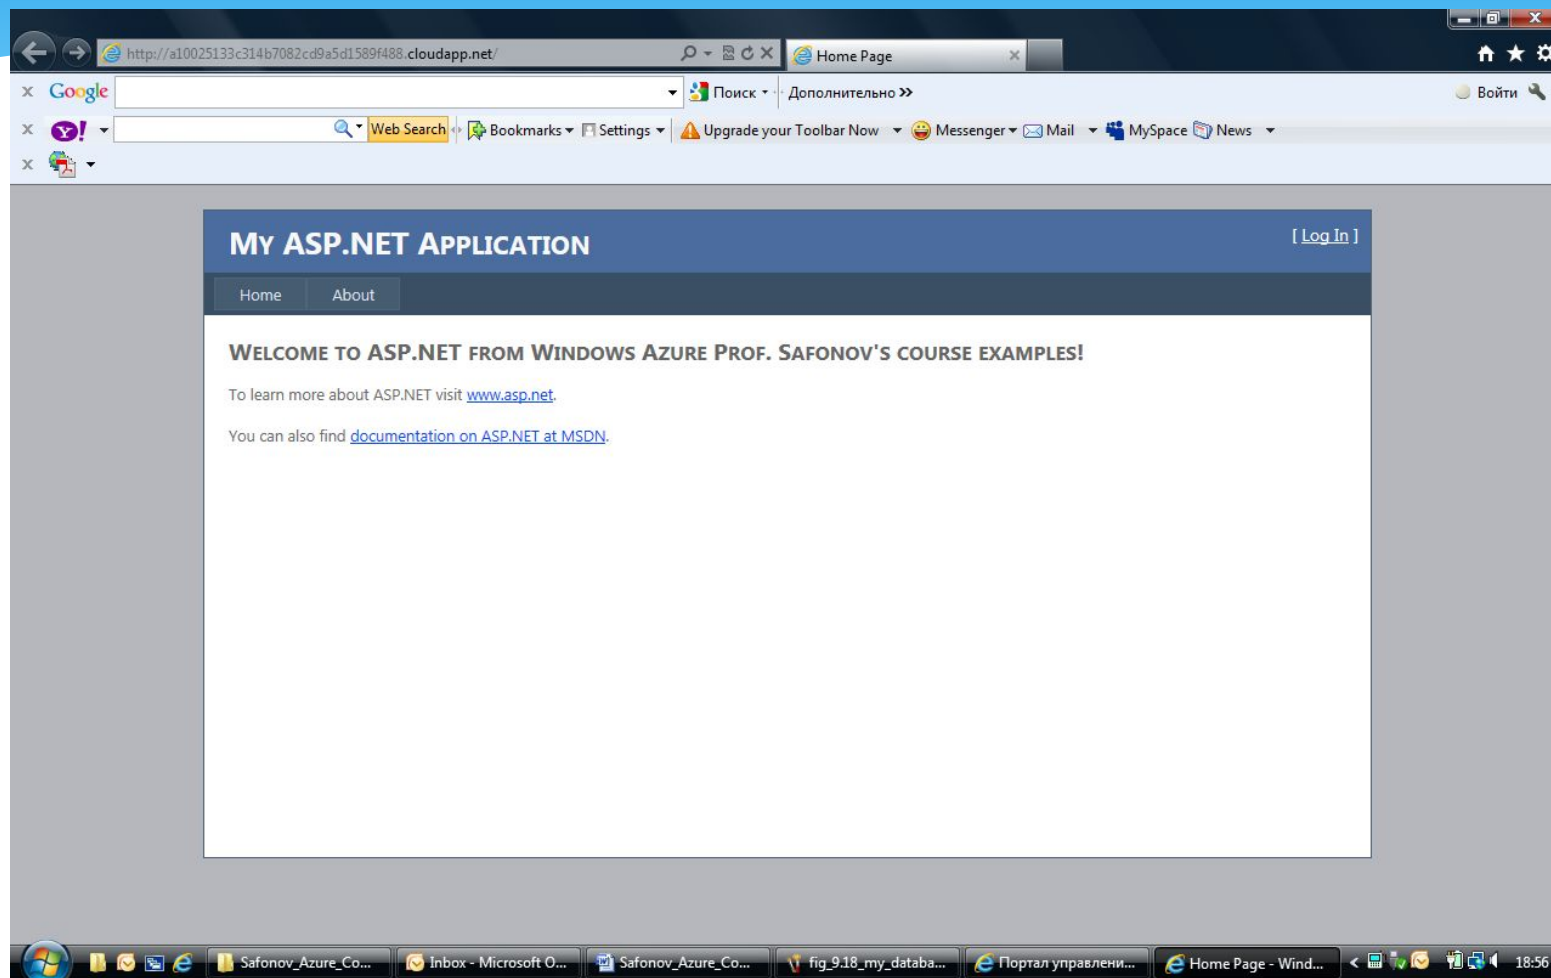 http://a10025133c314b7082cd9a5d1589f488.cloudapp.net/
Home Page
Google Поиск Дополнительно Войти
Y! Web Search Bookmarks Settings Upgrade your Toolbar Now Messenger Mail MySpace News
MY ASP.NET APPLICATION
[ Log In ]
Home About
WELCOME TO ASP.NET FROM WINDOWS AZURE PROF. SAFONOV'S COURSE EXAMPLES!
To learn more about ASP.NET visit www.asp.net.
You can also find documentation on ASP.NET at MSDN.
Safonov_Azure_Co... Inbox - Microsoft O... Safonov_Azure_Co... fig_9.18_my_databa... Портал управлени... Home Page - Wind... 18:56